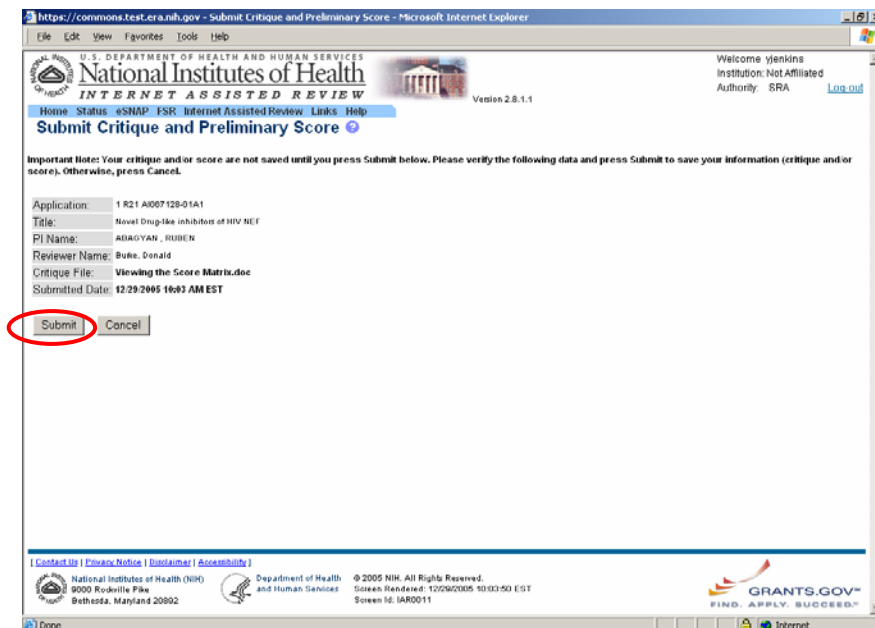 https://commons.test.era.nih.gov - Submit Critique and Preliminary Score - Microsoft Internet Explorer
File Edit View Favorites Tools Help
U.S. DEPARTMENT OF HEALTH AND HUMAN SERVICES
National Institutes of Health
INTERNET ASSISTED REVIEW
Version 2.8.1.1
Welcome yjenkins
Institution: Not Affiliated
Authority: SRA Log-out
Home Status eSNAP FSR Internet Assisted Review Links Help
Submit Critique and Preliminary Score ?
Important Note: Your critique and/or score are not saved until you press Submit below. Please verify the following data and press Submit to save your information (critique and/or
score). Otherwise, press Cancel.
Application: 1 R21 AI067128-01A1
Title: Novel Drug-like inhibitors of HIV NEF
PI Name: ABAGYAN , RUBEN
Reviewer Name: Burke, Donald
Critique File: Viewing the Score Matrix.doc
Submitted Date: 12/29/2005 10:03 AM EST
Submit Cancel
[ Contact Us | Privacy Notice | Disclaimer | Accessibility ]
National Institutes of Health (NIH)
9000 Rockville Pike
Bethesda, Maryland 20892
Department of Health
and Human Services
© 2005 NIH. All Rights Reserved.
Screen Rendered: 12/29/2005 10:03:50 EST
Screen Id: IAR0011
GRANTS.GOV℠
FIND. APPLY. SUCCEED.℠
Done Internet